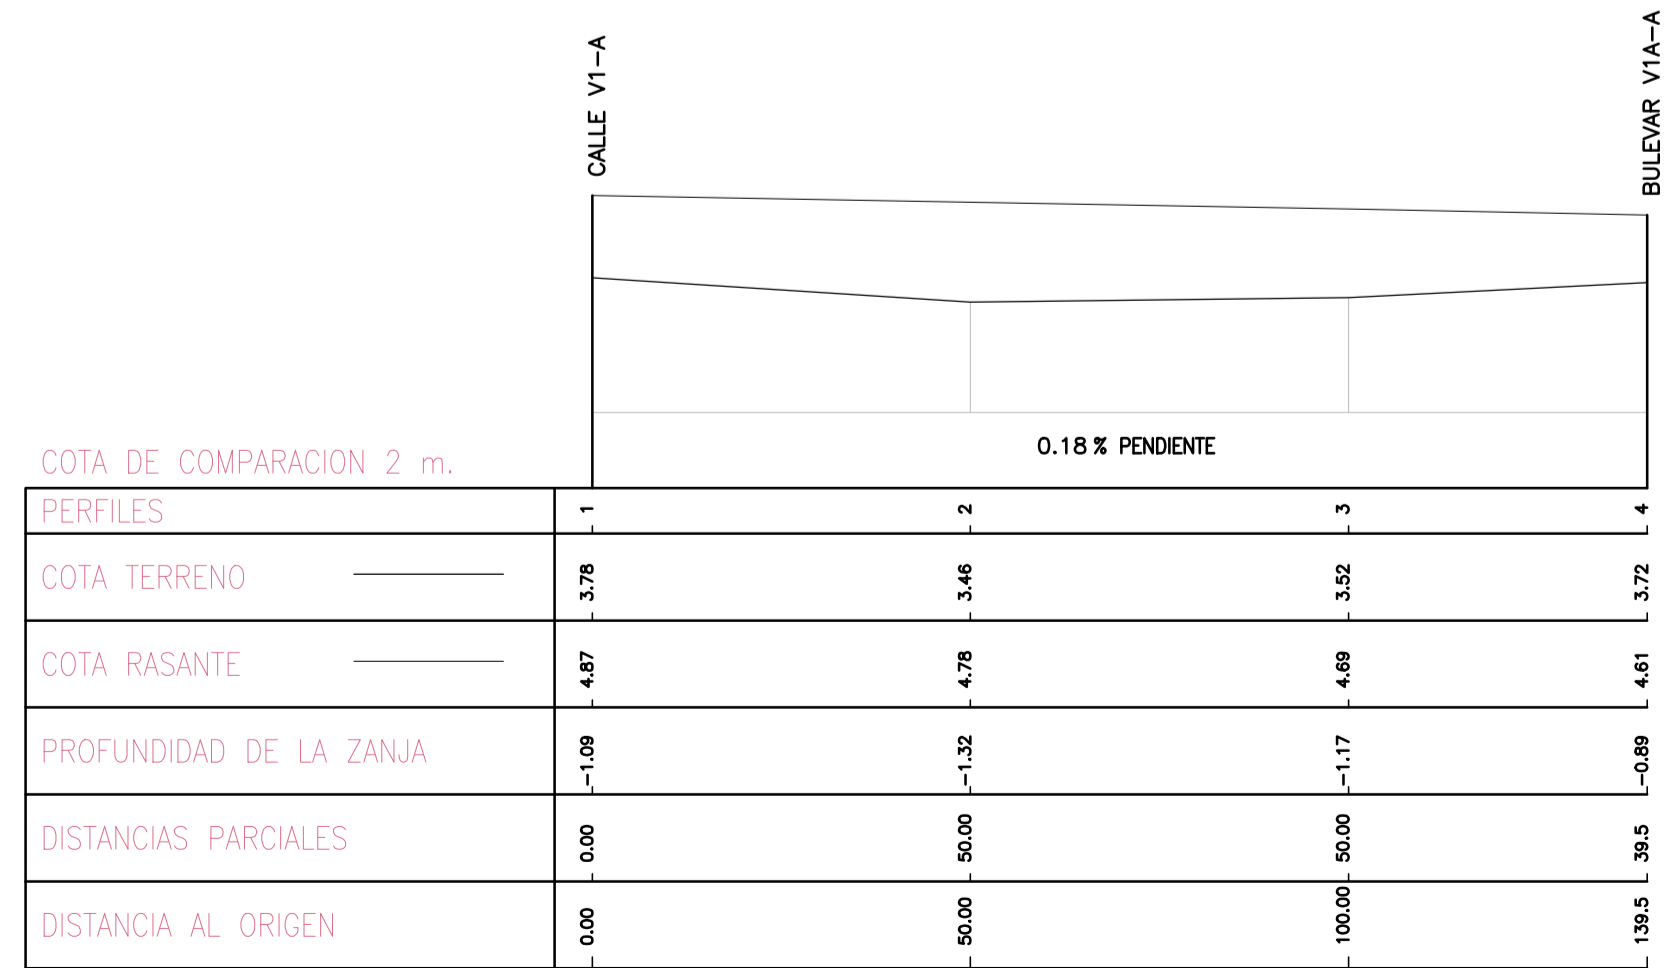 CALLE V1-A
BULEVAR V1A-A
0.18 % PENDIENTE
COTA DE COMPARACION 2 m.
PERFILES 1 2 3 4
COTA TERRENO 3.78 3.46 3.52 3.72
COTA RASANTE 4.87 4.78 4.69 4.61
PROFUNDIDAD DE LA ZANJA -1.09 -1.32 -1.17 -0.89
DISTANCIAS PARCIALES 0.00 50.00 50.00 39.5
DISTANCIA AL ORIGEN 0.00 50.00 100.00 139.5